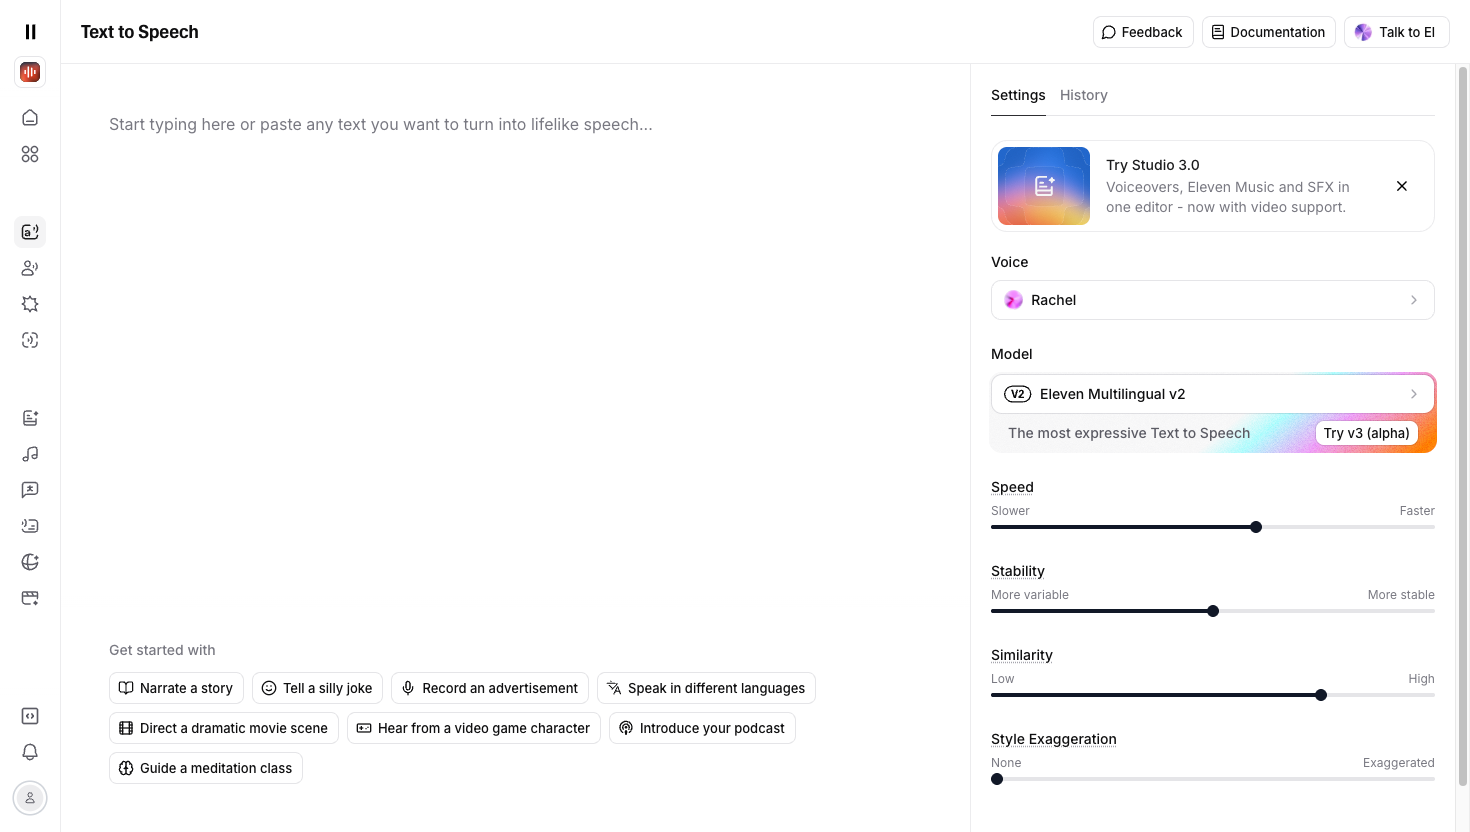 Text to Speech
Feedback
Documentation
Talk to El
Start typing here or paste any text you want to turn into lifelike speech...
Get started with
Narrate a story
Tell a silly joke
Record an advertisement
Speak in different languages
Direct a dramatic movie scene
Hear from a video game character
Introduce your podcast
Guide a meditation class
Settings
History
Try Studio 3.0
Voiceovers, Eleven Music and SFX in
one editor - now with video support.
Voice
Rachel
Model
V2 Eleven Multilingual v2
The most expressive Text to Speech
Try v3 (alpha)
Speed
Slower
Faster
Stability
More variable
More stable
Similarity
Low
High
Style Exaggeration
None
Exaggerated